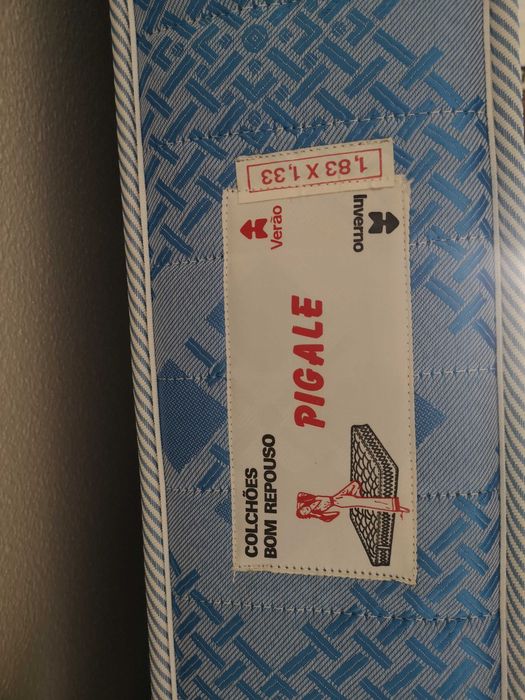 COLCHÕES
BOM REPOUSO
PIGALE
Verão
Inverno
1,83 X 1,33